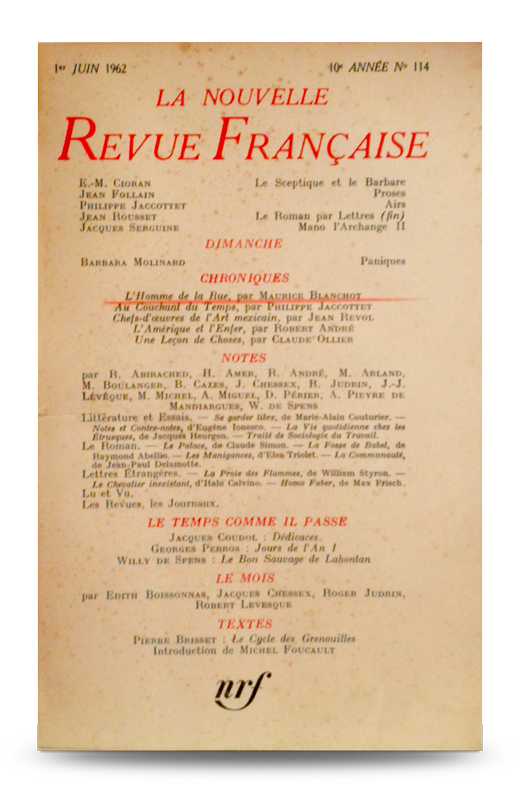 1er JUIN 1962 10e ANNÉE No 114
LA NOUVELLE
REVUE FRANÇAISE
E.-M. CIORAN Le Sceptique et le Barbare
JEAN FOLLAIN Proses
PHILIPPE JACCOTTET Airs
JEAN ROUSSET Le Roman par Lettres (fin)
JACQUES SERGUINE Mano l'Archange II
DIMANCHE
BARBARA MOLINARD Paniques
CHRONIQUES
L'Homme de la Rue, par MAURICE BLANCHOT
Au Couchant du Temps, par PHILIPPE JACCOTTET
Chefs-d'œuvres de l'Art mexicain, par JEAN REVOL
L'Amérique et l'Enfer, par ROBERT ANDRÉ
Une Leçon de Choses, par CLAUDE OLLIER
NOTES
par R. ABIRACHED, H. AMER, R. ANDRÉ, M. ARLAND,
M. BOULANGER, B. CAZES, J. CHESSEX, R. JUDRIN, J.-J.
LÉVÊQUE, M. MICHEL, A. MIGUEL, D. PÉRIER, A. PIEYRE DE
MANDIARGUES, W. DE SPENS
Littérature et Essais. — Se garder libre, de Marie-Alain Couturier. —
Notes et Contre-notes, d'Eugène Ionesco. — La Vie quotidienne chez les
Étrusques, de Jacques Heurgon. — Traité de Sociologie du Travail.
Le Roman. — Le Palace, de Claude Simon. — La Fosse de Babel, de
Raymond Abellio. — Les Manigances, d'Elsa Triolet. — La Communauté,
de Jean-Paul Delamotte.
Lettres Étrangères. — La Proie des Flammes, de William Styron. —
Le Chevalier inexistant, d'Italo Calvino. — Homo Faber, de Max Frisch.
Lu et Vu.
Les Revues, les Journaux.
LE TEMPS COMME IL PASSE
JACQUES COUDOL : Dédicaces.
GEORGES PERROS : Jours de l'An I
WILLY DE SPENS : Le Bon Sauvage de Lahontan
LE MOIS
par EDITH BOISSONNAS, JACQUES CHESSEX, ROGER JUDRIN,
ROBERT LEVESQUE
TEXTES
PIERRE BRISSET : Le Cycle des Grenouilles
Introduction de MICHEL FOUCAULT
nrf